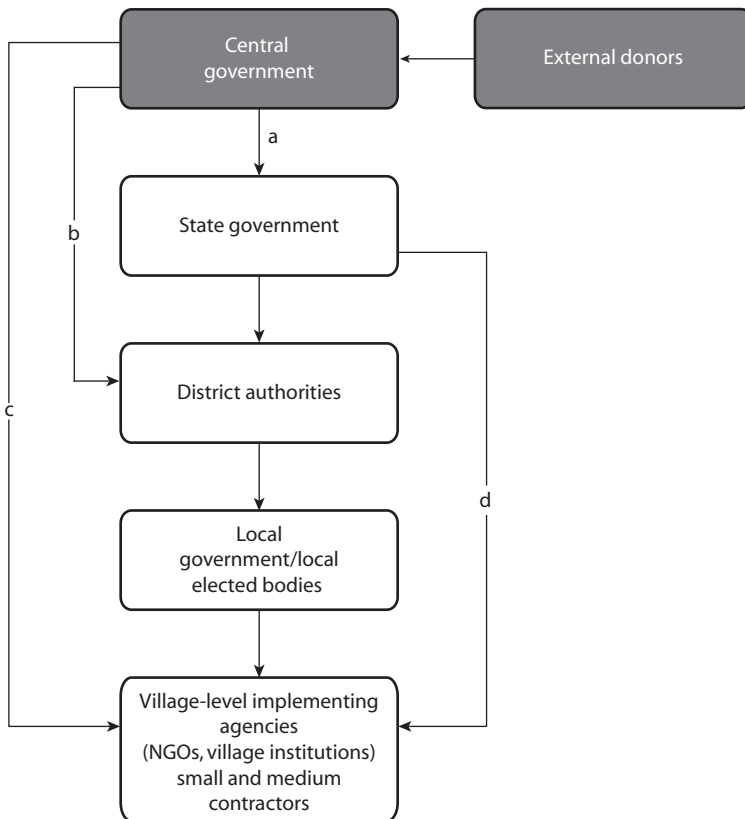 Central
government
External donors
a
State government
b
District authorities
c
d
Local
government/local
elected bodies
Village-level implementing
agencies
(NGOs, village institutions)
small and medium
contractors